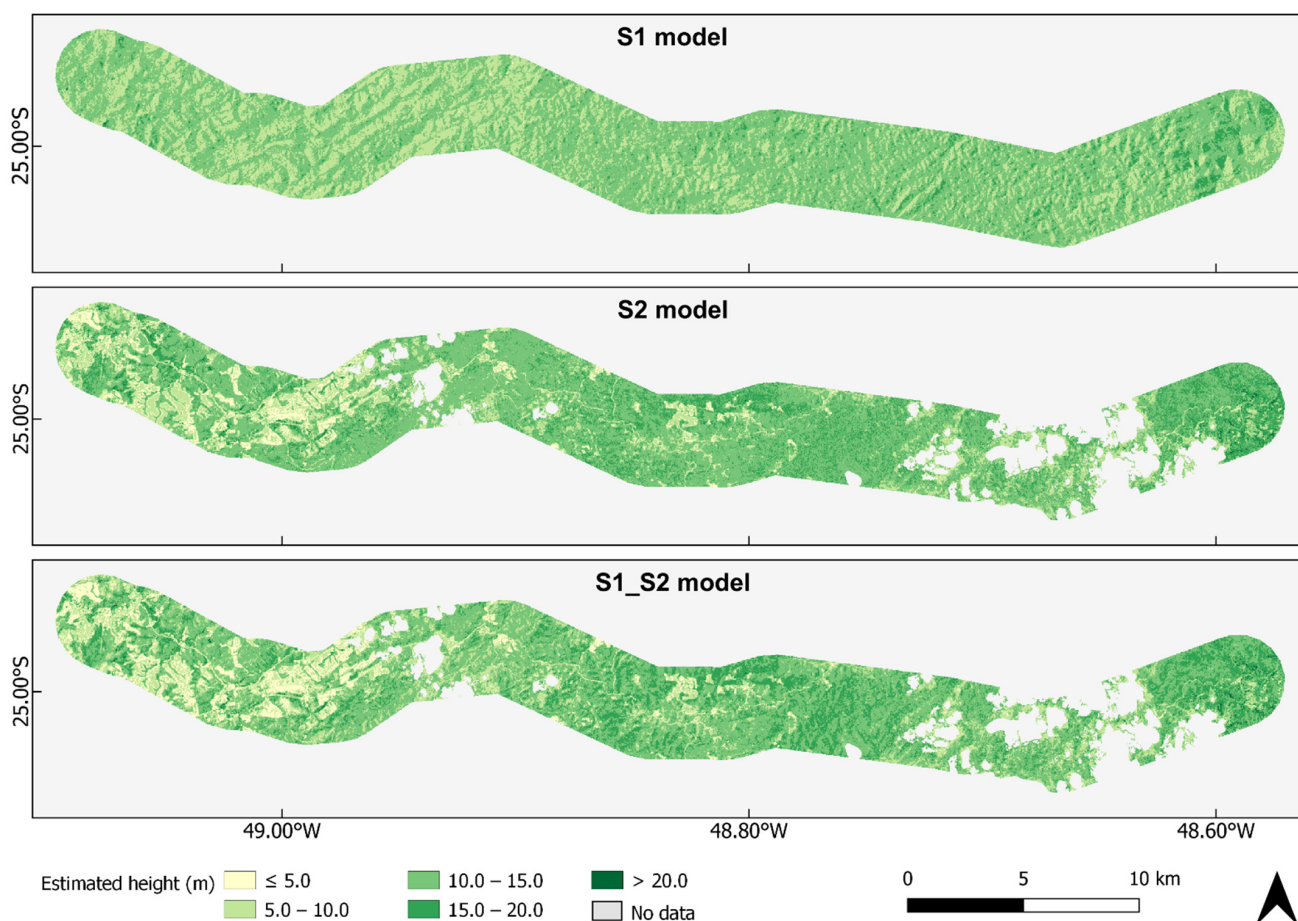 S1 model
25.00°S
S2 model
25.00°S
S1_S2 model
25.00°S
49.00°W 48.80°W 48.60°W
Estimated height (m) ≤ 5.0 10.0 – 15.0 > 20.0 0 5 10 km
5.0 – 10.0 15.0 – 20.0 No data